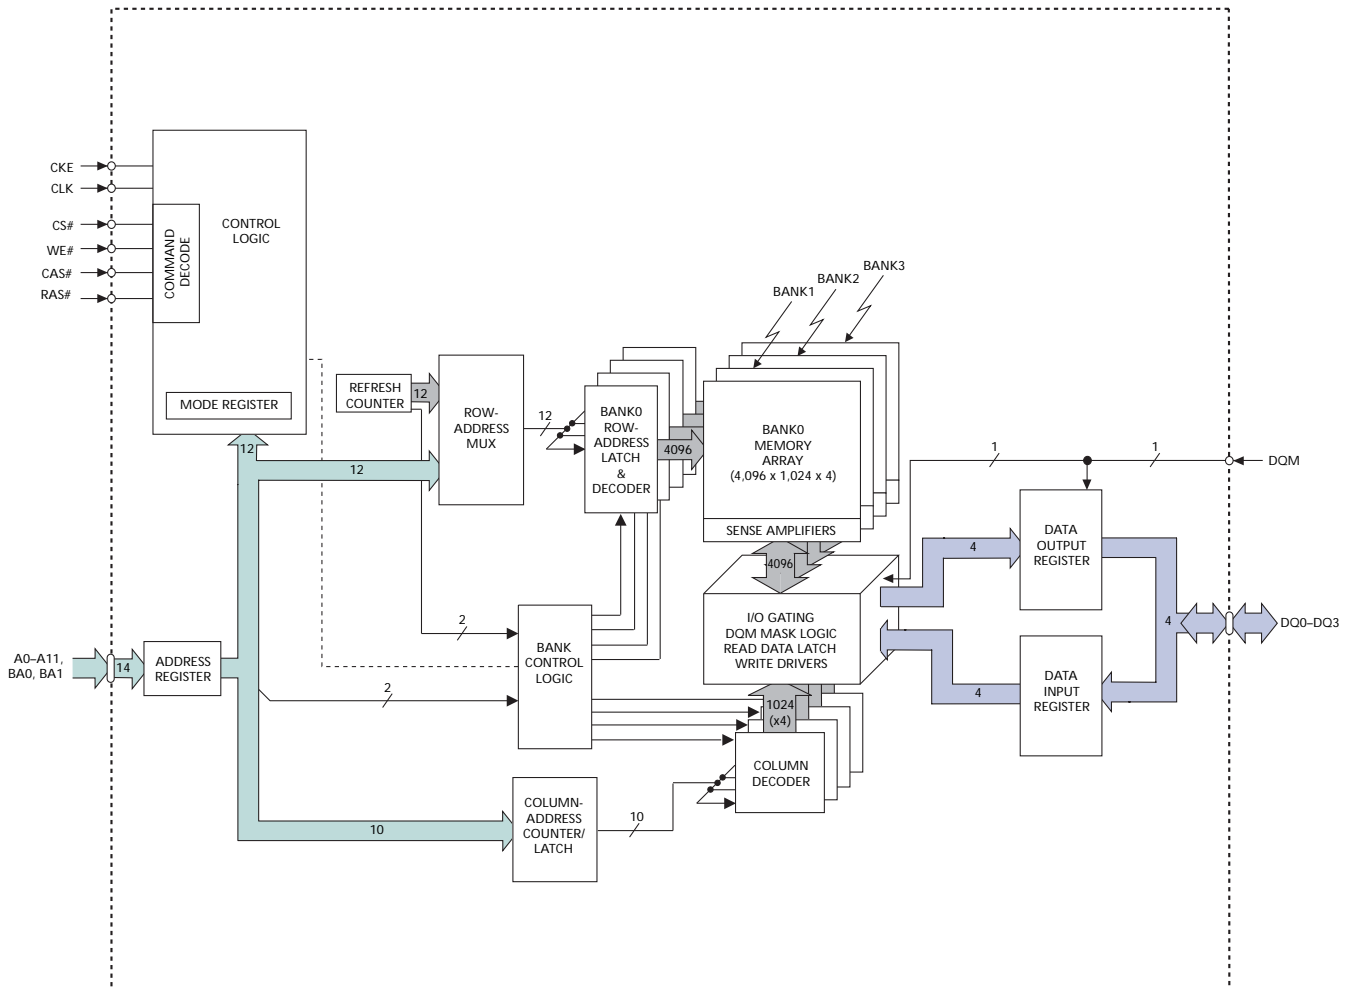 CKE
CLK
CS#
WE#
CAS#
RAS#
COMMAND
DECODE
CONTROL
LOGIC
MODE REGISTER
12
12
REFRESH
COUNTER
12
ROW-
ADDRESS
MUX
12
BANK0
ROW-
ADDRESS
LATCH
&
DECODER
4096
BANK1
BANK2
BANK3
BANK0
MEMORY
ARRAY
(4,096 x 1,024 x 4)
SENSE AMPLIFIERS
4096
I/O GATING
DQM MASK LOGIC
READ DATA LATCH
WRITE DRIVERS
1
1
DQM
DATA
OUTPUT
REGISTER
4
4
DQ0–DQ3
4
DATA
INPUT
REGISTER
A0–A11,
BA0, BA1
14
ADDRESS
REGISTER
2
2
BANK
CONTROL
LOGIC
1024
(x4)
COLUMN
DECODER
10
COLUMN-
ADDRESS
COUNTER/
LATCH
10